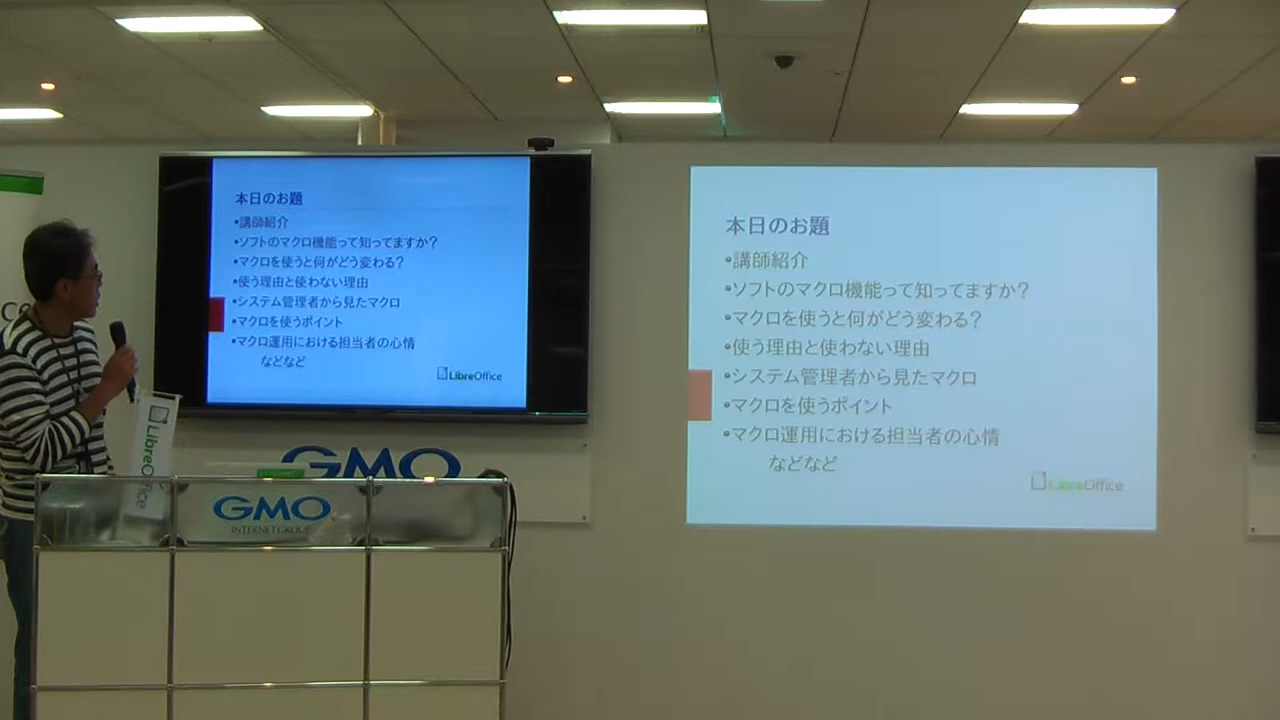 本日のお題
•講師紹介
•ソフトのマクロ機能って知ってますか？
•マクロを使うと何がどう変わる？
•使う理由と使わない理由
•システム管理者から見たマクロ
•マクロを使うポイント
•マクロ運用における担当者の心情
などなど
LibreOffice
本日のお題
•講師紹介
•ソフトのマクロ機能って知ってますか？
•マクロを使うと何がどう変わる？
•使う理由と使わない理由
•システム管理者から見たマクロ
•マクロを使うポイント
•マクロ運用における担当者の心情
などなど
LibreOffice
ce
LibreO
ice
GMO
GMO
INTERNET GROUP